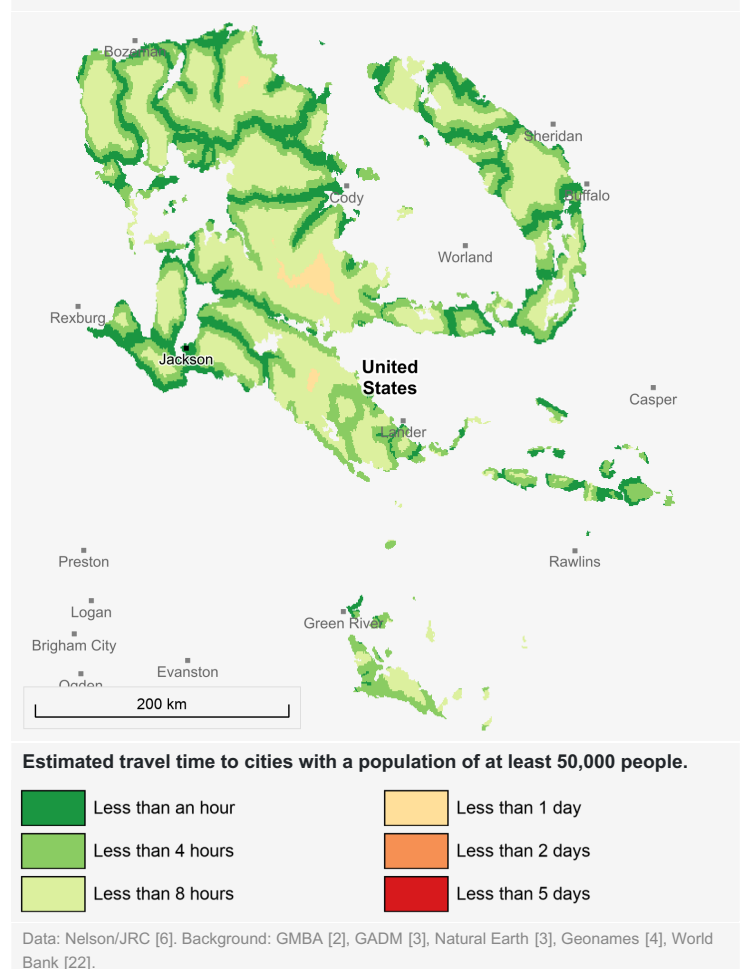 Bozeman
Sheridan
Buffalo
Cody
Worland
Rexburg
Jackson
United
States
Casper
Lander
Preston
Rawlins
Logan
Green River
Brigham City
Evanston
Ogden
200 km
Estimated travel time to cities with a population of at least 50,000 people.
Less than an hour
Less than 1 day
Less than 4 hours
Less than 2 days
Less than 8 hours
Less than 5 days
Data: Nelson/JRC [6]. Background: GMBA [2], GADM [3], Natural Earth [3], Geonames [4], World
Bank [22].